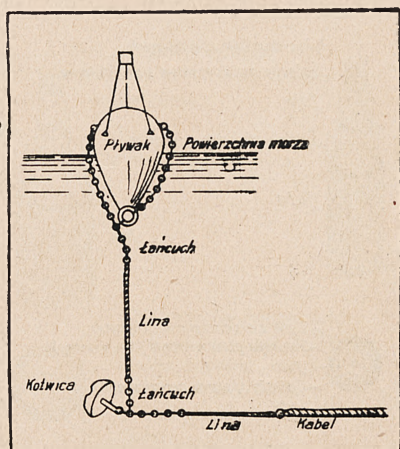 Pływak
Powierzchnia morza
Łańcuch
Lina
Kotwica
Łańcuch
Lina
Kabel